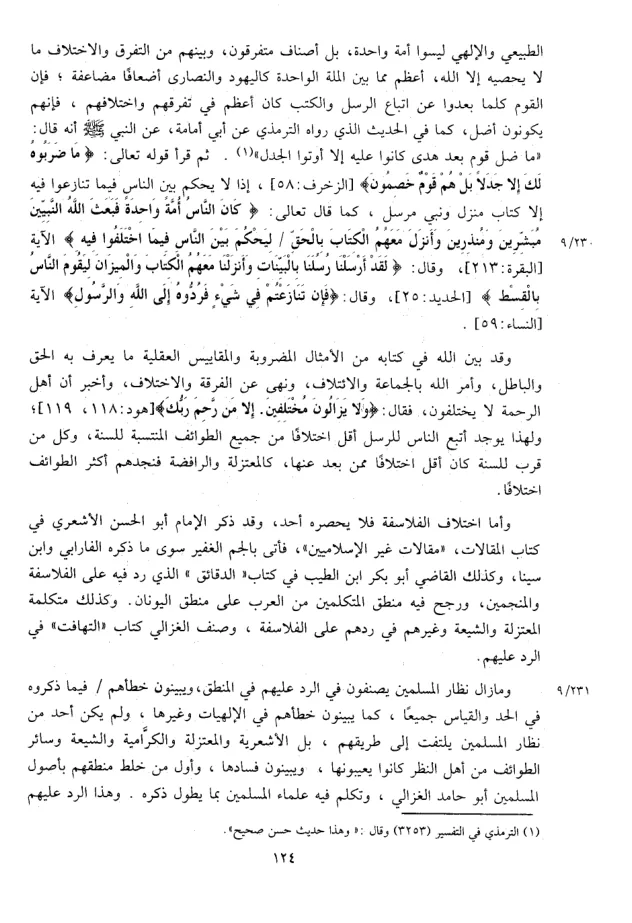 الطبيعي والإلهي ليسوا أمة واحدة، بل أصناف متفرقون، وبينهم من التفرق والاختلاف ما
لا يحصيه إلا الله، أعظم مما بين الملة الواحدة كاليهود والنصارى أضعافًا مضاعفة ؛ فإن
القوم كلما بعدوا عن اتباع الرسل والكتب كان أعظم في تفرقهم واختلافهم ، فإنهم
يكونون أضل، كما في الحديث الذي رواه الترمذي عن أبي أمامة، عن النبي ﷺ أنه قال:
«ما ضل قوم بعد هدى كانوا عليه إلا أوتوا الجدل»(١) . ثم قرأ قوله تعالى: ﴿ مَا ضَرَبُوهُ
لَكَ إِلا جَدَلاً بَلْ هُمْ قَوْمٌ خَصِمُونَ﴾ [الزخرف:٥٨] ، إذا لا يحكم بين الناس فيما تنازعوا فيه
إلا كتاب منزل ونبي مرسل ، كما قال تعالى: ﴿ كَانَ النَّاسُ أُمَّةً وَاحِدَةً فَبَعَثَ اللَّهُ النَّبِيِّينَ
٩/٢٣٠ مُبَشِّرِينَ وَمُنذِرِينَ وَأَنزَلَ مَعَهُمُ الْكِتَابَ بِالْحَقِّ / لِيَحْكُمَ بَيْنَ النَّاسِ فِيمَا اخْتَلَفُوا فِيهِ ﴾ الآية
[البقرة:٢١٣]، وقال: ﴿ لَقَدْ أَرْسَلْنَا رُسُلَنَا بِالْبَيِّنَاتِ وَأَنزَلْنَا مَعَهُمُ الْكِتَابَ وَالْمِيزَانَ لِيَقُومَ النَّاسُ
بِالْقِسْطِ ﴾ [الحديد:٢٥]، وقال:﴿فَإِن تَنَازَعْتُمْ فِي شَيْءٍ فَرُدُّوهُ إِلَى اللَّهِ وَالرَّسُولِ﴾ الآية
[النساء:٥٩] .
وقد بين الله في كتابه من الأمثال المضروبة والمقاييس العقلية ما يعرف به الحق
والباطل، وأمر الله بالجماعة والائتلاف، ونهى عن الفرقة والاختلاف، وأخبر أن أهل
الرحمة لا يختلفون، فقال:﴿وَلا يَزَالُونَ مُخْتَلِفِينَ. إِلا مَن رَّحِمَ رَبُّكَ﴾[هود:١١٨، ١١٩]؛
ولهذا يوجد أتبع الناس للرسل أقل اختلافًا من جميع الطوائف المنتسبة للسنة، وكل من
قرب للسنة كان أقل اختلافًا ممن بعد عنها، كالمعتزلة والرافضة فنجدهم أكثر الطوائف
اختلافًا.
وأما اختلاف الفلاسفة فلا يحصره أحد، وقد ذكر الإمام أبو الحسن الأشعري في
كتاب المقالات، «مقالات غير الإسلاميين»، فأتى بالجم الغفير سوى ما ذكره الفارابي وابن
سينا، وكذلك القاضي أبو بكر ابن الطيب في كتاب« الدقائق » الذي رد فيه على الفلاسفة
والمنجمين، ورجح فيه منطق المتكلمين من العرب على منطق اليونان. وكذلك متكلمة
المعتزلة والشيعة وغيرهم في ردهم على الفلاسفة ، وصنف الغزالي كتاب «التهافت» في
الرد عليهم.
٩/٢٣١ ومازال نظار المسلمين يصنفون في الرد عليهم في المنطق،ويبينون خطأهم / فيما ذكروه
في الحد والقياس جميعًا ، كما يبينون خطأهم في الإلهيات وغيرها ، ولم يكن أحد من
نظار المسلمين يلتفت إلى طريقهم ، بل الأشعرية والمعتزلة والكرَّامية والشيعة وسائر
الطوائف من أهل النظر كانوا يعيبونها ، ويبينون فسادها ، وأول من خلط منطقهم بأصول
المسلمين أبو حامد الغزالي ، وتكلم فيه علماء المسلمين بما يطول ذكره . وهذا الرد عليهم
(١) الترمذي في التفسير (٣٢٥٣) وقال :« وهذا حديث حسن صحيح».
١٢٤